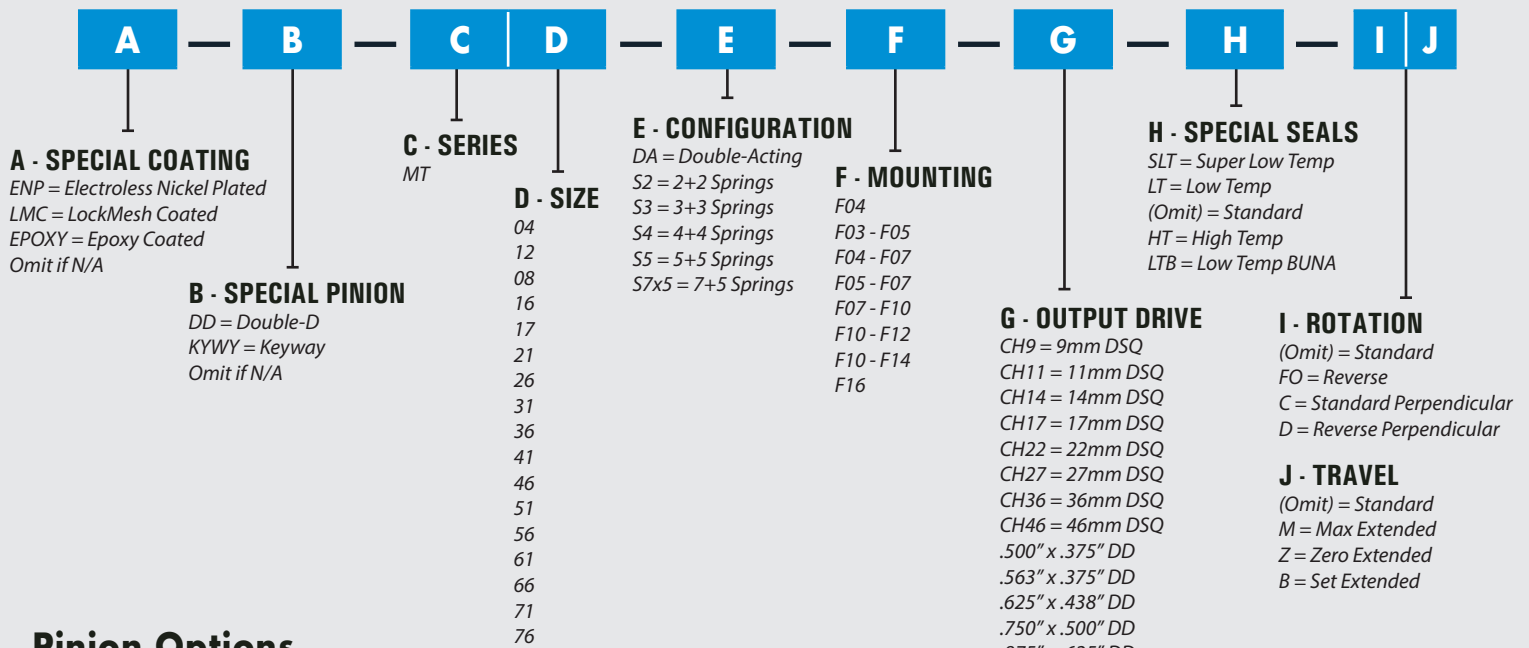 A — B — C D — E — F — G — H — I J
A - SPECIAL COATING
ENP = Electroless Nickel Plated
LMC = LockMesh Coated
EPOXY = Epoxy Coated
Omit if N/A
B - SPECIAL PINION
DD = Double-D
KYWY = Keyway
Omit if N/A
C - SERIES
MT
D - SIZE
04
12
08
16
17
21
26
31
36
41
46
51
56
61
66
71
76
E - CONFIGURATION
DA = Double-Acting
S2 = 2+2 Springs
S3 = 3+3 Springs
S4 = 4+4 Springs
S5 = 5+5 Springs
S7x5 = 7+5 Springs
F - MOUNTING
F04
F03 - F05
F04 - F07
F05 - F07
F07 - F10
F10 - F12
F10 - F14
F16
G - OUTPUT DRIVE
CH9 = 9mm DSQ
CH11 = 11mm DSQ
CH14 = 14mm DSQ
CH17 = 17mm DSQ
CH22 = 22mm DSQ
CH27 = 27mm DSQ
CH36 = 36mm DSQ
CH46 = 46mm DSQ
.500” x .375” DD
.563” x .375” DD
.625” x .438” DD
.750” x .500” DD
H - SPECIAL SEALS
SLT = Super Low Temp
LT = Low Temp
(Omit) = Standard
HT = High Temp
LTB = Low Temp BUNA
I - ROTATION
(Omit) = Standard
FO = Reverse
C = Standard Perpendicular
D = Reverse Perpendicular
J - TRAVEL
(Omit) = Standard
M = Max Extended
Z = Zero Extended
B = Set Extended
Pinion Options